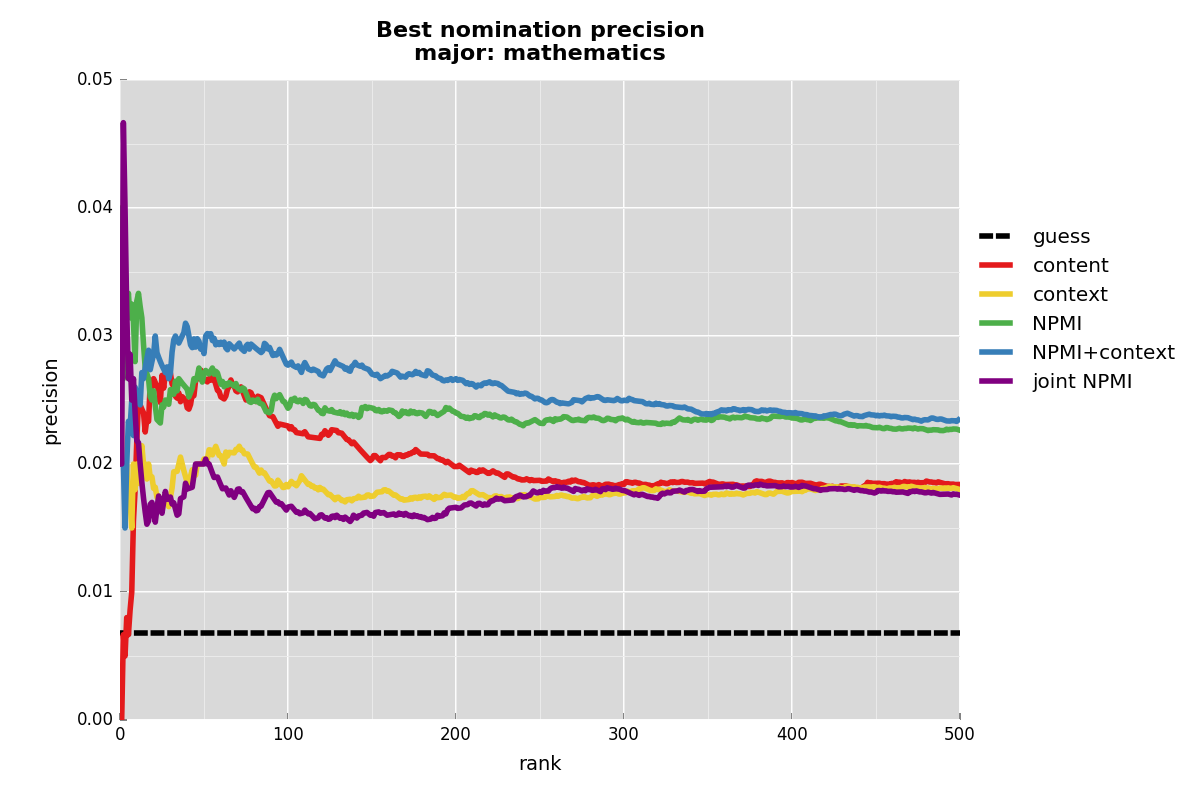 Best nomination precision
major: mathematics
precision
0.05
0.04
0.03
0.02
0.01
0.00
0 100 200 300 400 500
rank
guess
content
context
NPMI
NPMI+context
joint NPMI